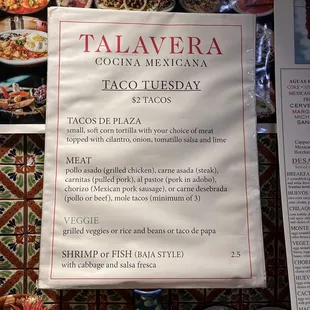 TALAVERA
COCINA MEXICANA
TACO TUESDAY
$2 TACOS
TACOS DE PLAZA
small, soft corn tortilla with your choice of meat
topped with cilantro, onion, tomatillo salsa and lime
MEAT
pollo asado (grilled chicken), carne asada (steak),
carnitas (pulled pork), al pastor (pork in adobo),
chorizo (Mexican pork sausage), or carne desebrada
(pollo or beef), mole tacos (minimum of 3)
VEGGIE
grilled veggies or rice and beans or taco de papa
SHRIMP or FISH (BAJA STYLE) 2.5
with cabbage and salsa fresca